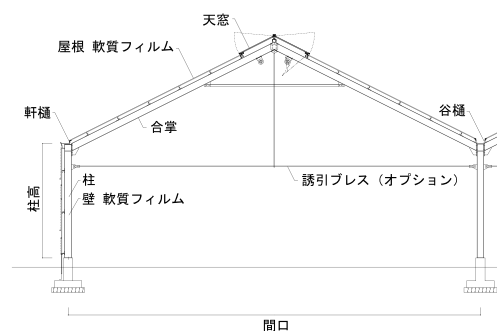 天窓
屋根 軟質フィルム
軒樋
合掌
谷樋
柱
誘引ブレス（オプション）
壁 軟質フィルム
柱高
間口